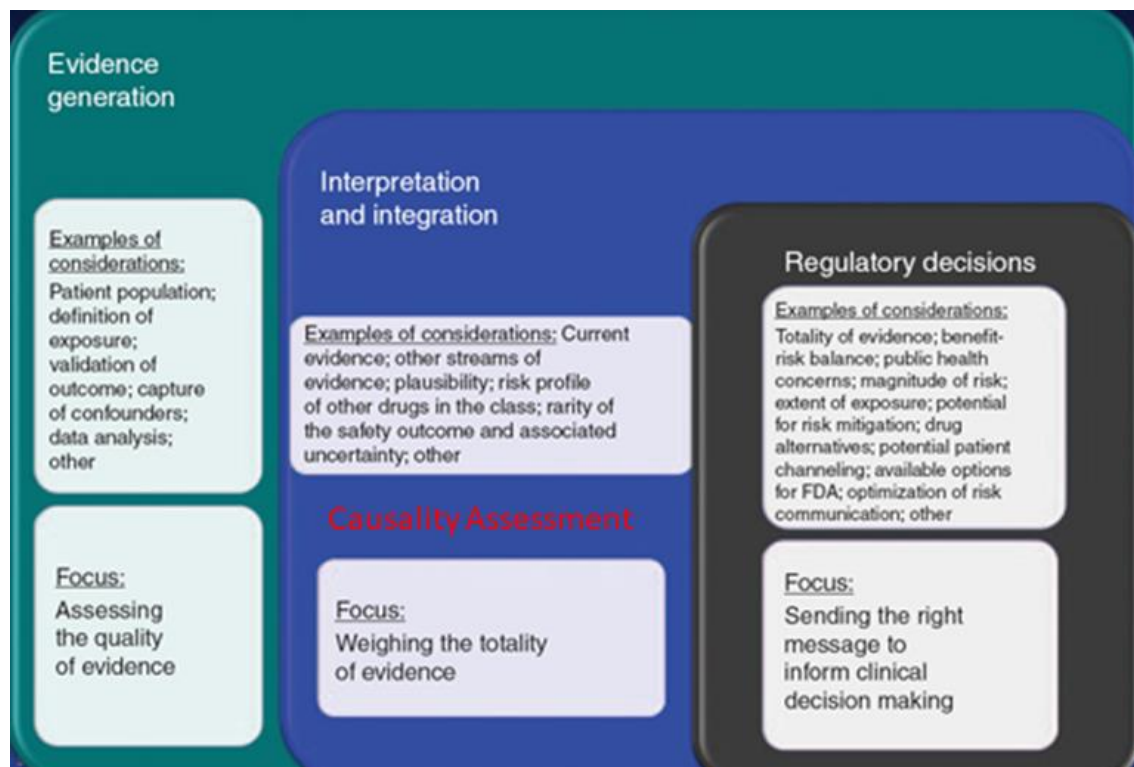 Evidence
generation
Examples of
considerations:
Patient population;
definition of
exposure;
validation of
outcome; capture
of confounders;
data analysis;
other
Focus:
Assessing
the quality
of evidence
Interpretation
and integration
Examples of considerations: Current
evidence; other streams of
evidence; plausibility; risk profile
of other drugs in the class; rarity of
the safety outcome and associated
uncertainty; other
Causality Assessment
Focus:
Weighing the totality
of evidence
Regulatory decisions
Examples of considerations:
Totality of evidence; benefit-
risk balance; public health
concerns; magnitude of risk;
extent of exposure; potential
for risk mitigation; drug
alternatives; potential patient
channeling; available options
for FDA; optimization of risk
communication; other
Focus:
Sending the right
message to
inform clinical
decision making